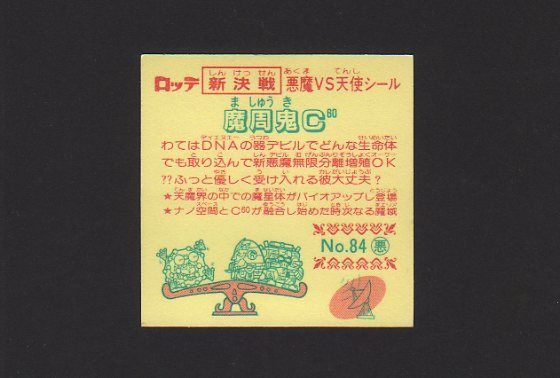 ロッテ 新決戦 悪魔VS天使シール
魔周鬼C⁶⁰
わてはDNAの器デビルでどんな生命体
でも取り込んで新悪魔無限分離増殖OK
??ふっと優しく受け入れる彼大丈夫?
★天魔界の中での魔星体がバイオアップし登場
★ナノ空間とC⁶⁰が融合し始めた時次なる魔域
No.84 悪